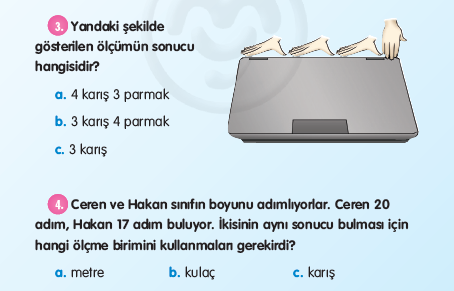 3. Yandaki şekilde
gösterilen ölçümün sonucu
hangisidir?
a. 4 karış 3 parmak
b. 3 karış 4 parmak
c. 3 karış
4. Ceren ve Hakan sınıfın boyunu adımlıyorlar. Ceren 20
adım, Hakan 17 adım buluyor. İkisinin aynı sonucu bulması için
hangi ölçme birimini kullanmaları gerekirdi?
a. metre b. kulaç c. karış